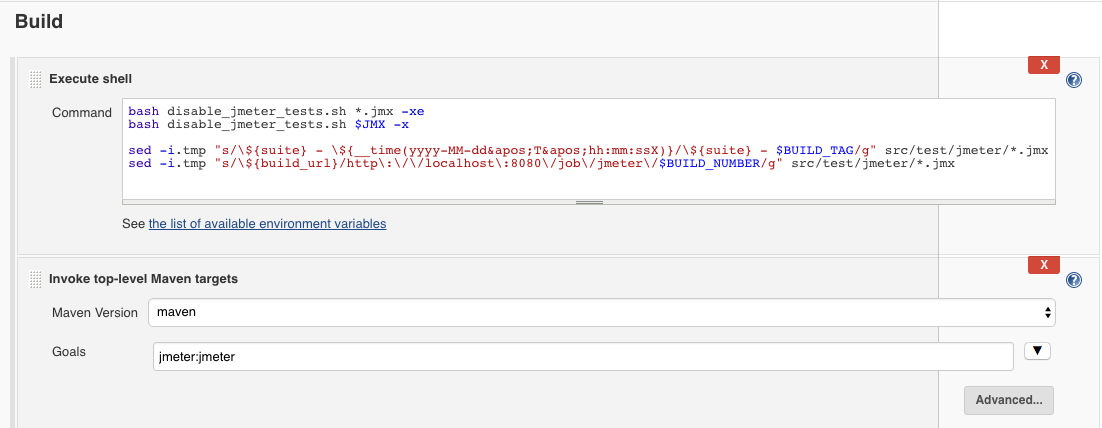 Build
X
Execute shell
?
Command
bash disable_jmeter_tests.sh *.jmx -xe
bash disable_jmeter_tests.sh $JMX -x
sed -i.tmp "s/\${suite} - \${__time(yyyy-MM-dd&apos;T&apos;hh:mm:ssX)}/\${suite} - $BUILD_TAG/g" src/test/jmeter/*.jmx
sed -i.tmp "s/\${build_url}/http\:\/\/localhost\:8080\/job\/jmeter\/$BUILD_NUMBER/g" src/test/jmeter/*.jmx
See the list of available environment variables
X
Invoke top-level Maven targets
?
Maven Version
maven
Goals
jmeter:jmeter
Advanced...